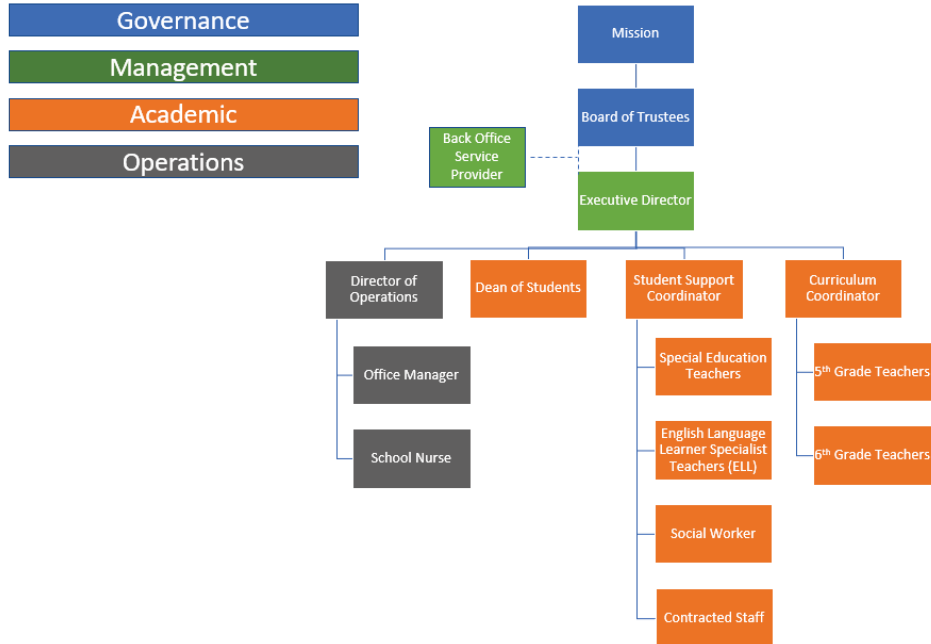 Governance
Management
Academic
Operations
Mission
Board of Trustees
Back Office
Service
Provider
Executive Director
Director of
Operations
Dean of Students
Student Support
Coordinator
Curriculum
Coordinator
Office Manager
School Nurse
Special Education
Teachers
English Language
Learner Specialist
Teachers (ELL)
Social Worker
Contracted Staff
5th Grade Teachers
6th Grade Teachers